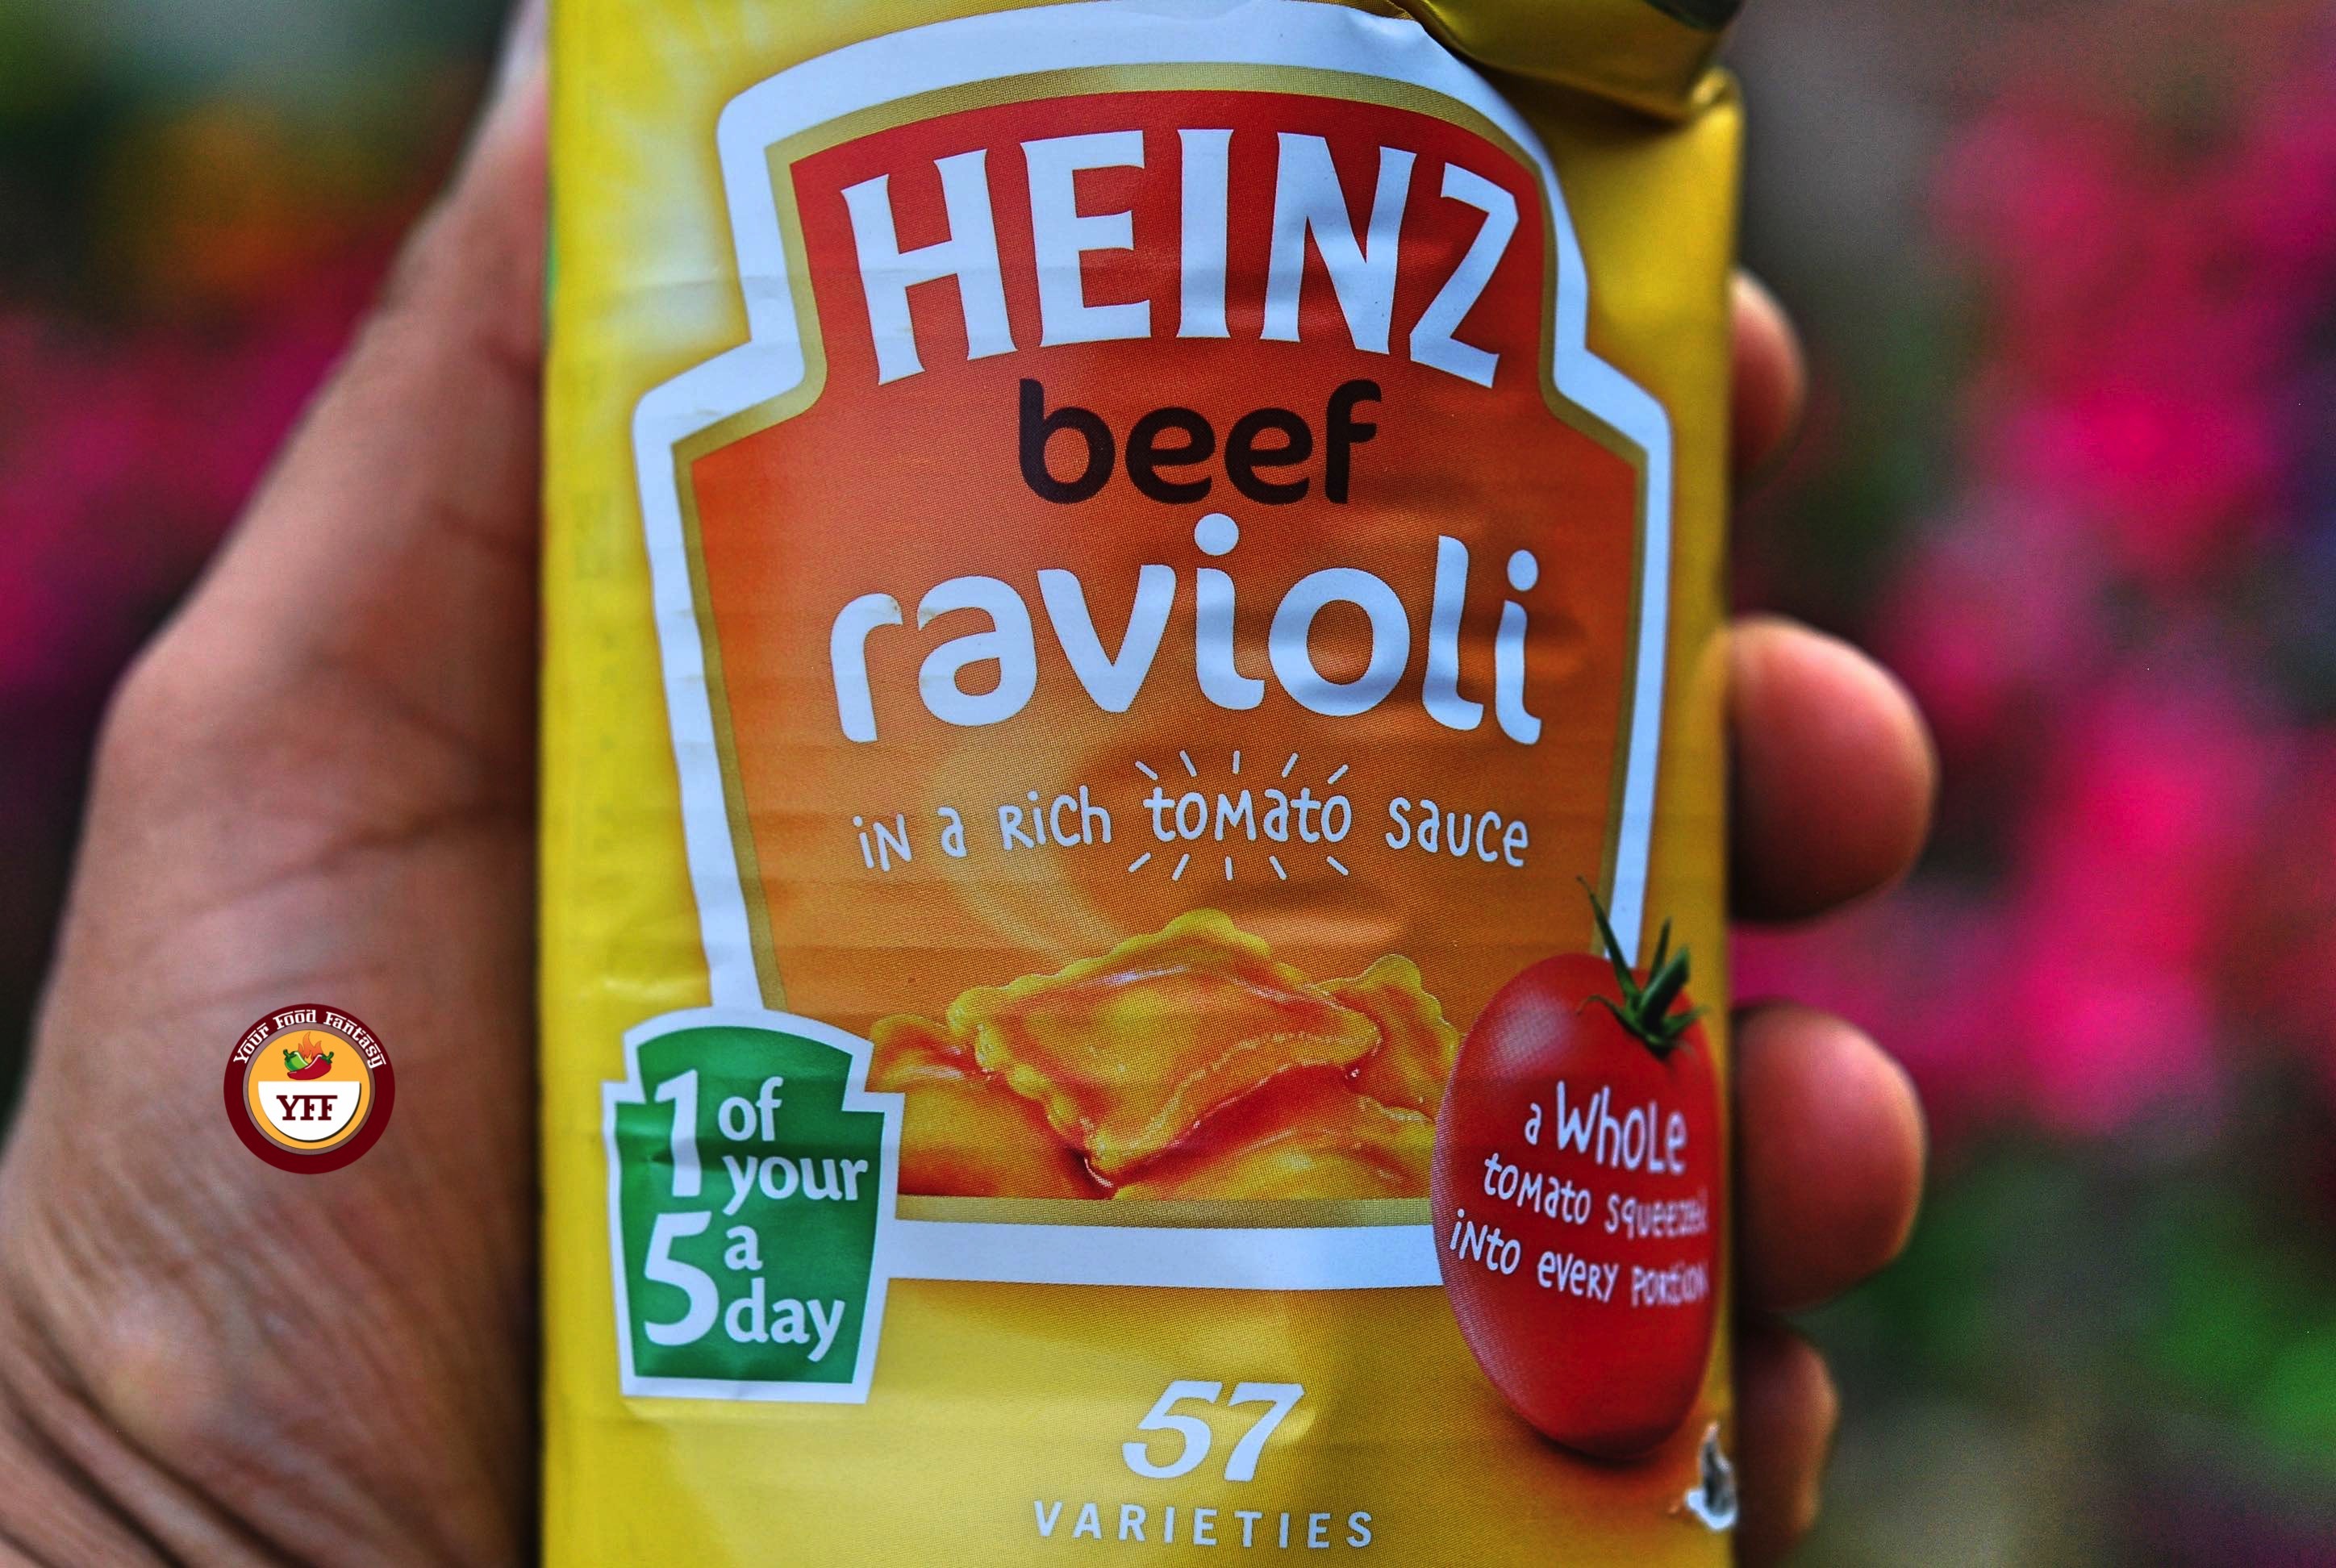 HEINZ
beef
ravioli
in a Rich tomato sauce
a Whole
tomato squeezed
into every portion
1 of
your
5 a
day
57
VARIETIES
Your Food Fantasy
YFF